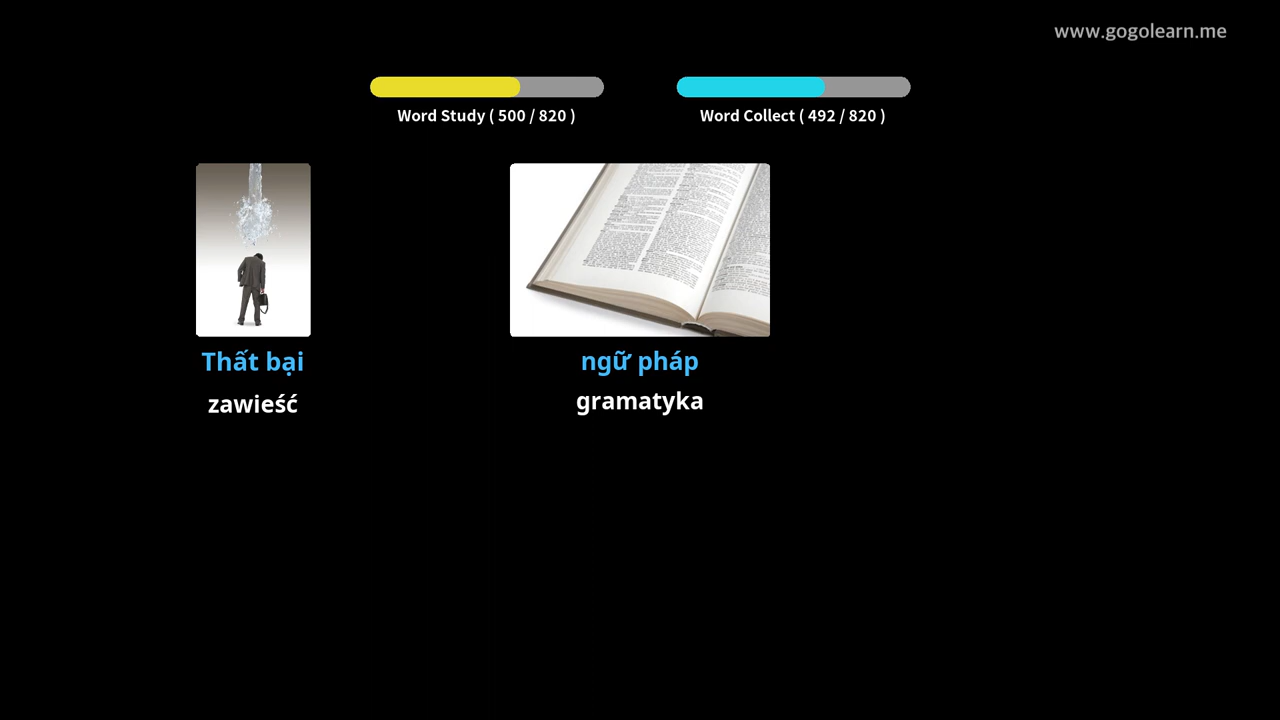 www.gogolearn.me
Word Study ( 500 / 820 )
Word Collect ( 492 / 820 )
Thất bại
zawieść
ngữ pháp
gramatyka